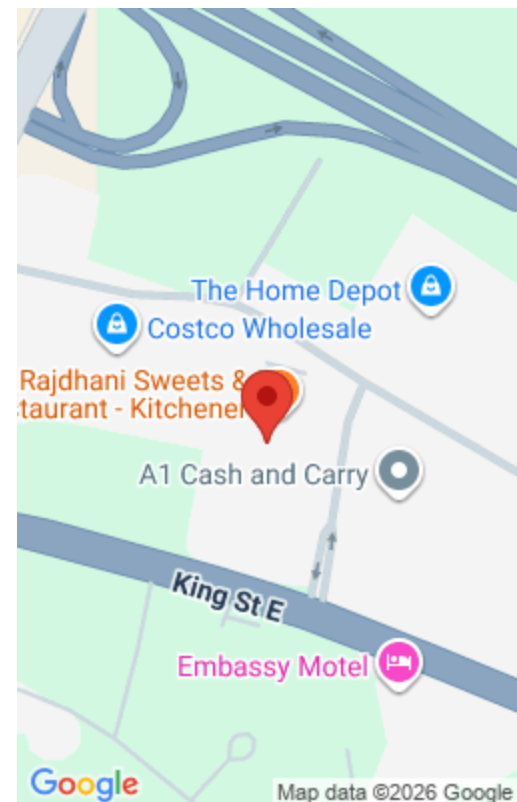 The Home Depot
Costco Wholesale
Rajdhani Sweets &
staurant - Kitchener
A1 Cash and Carry
King St E
Embassy Motel
Google
Map data ©2026 Google